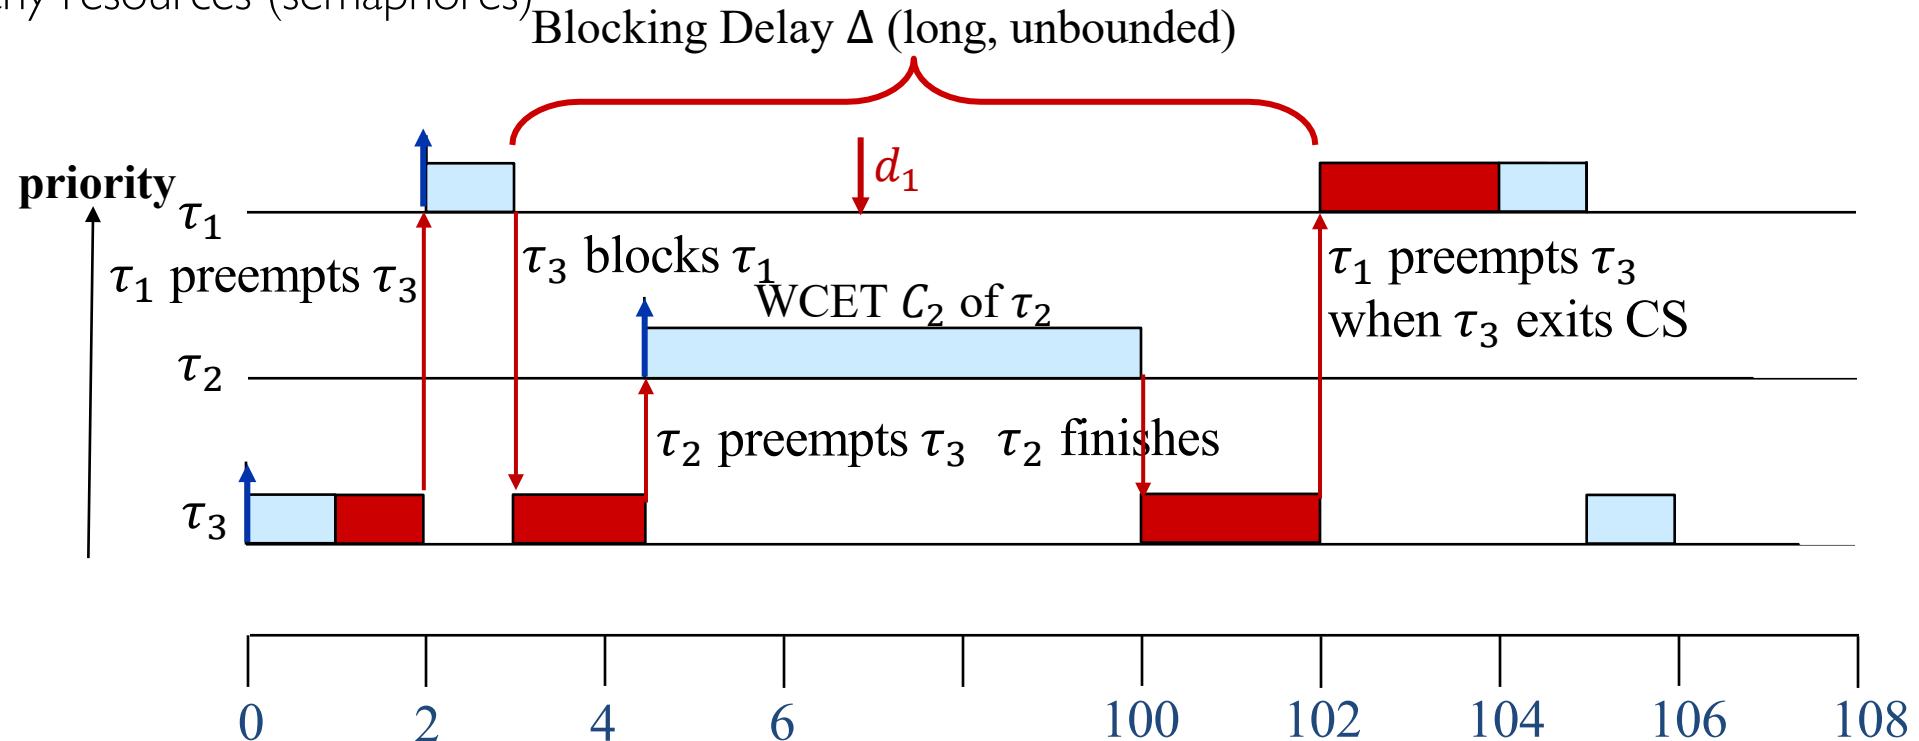 resources (semaphores)
Blocking Delay Δ (long, unbounded)
d₁
priority
τ₁
τ₁ preempts τ₃
τ₃ blocks τ₁
WCET C₂ of τ₂
τ₁ preempts τ₃
when τ₃ exits CS
τ₂
τ₂ preempts τ₃ τ₂ finishes
τ₃
0 2 4 6 100 102 104 106 108